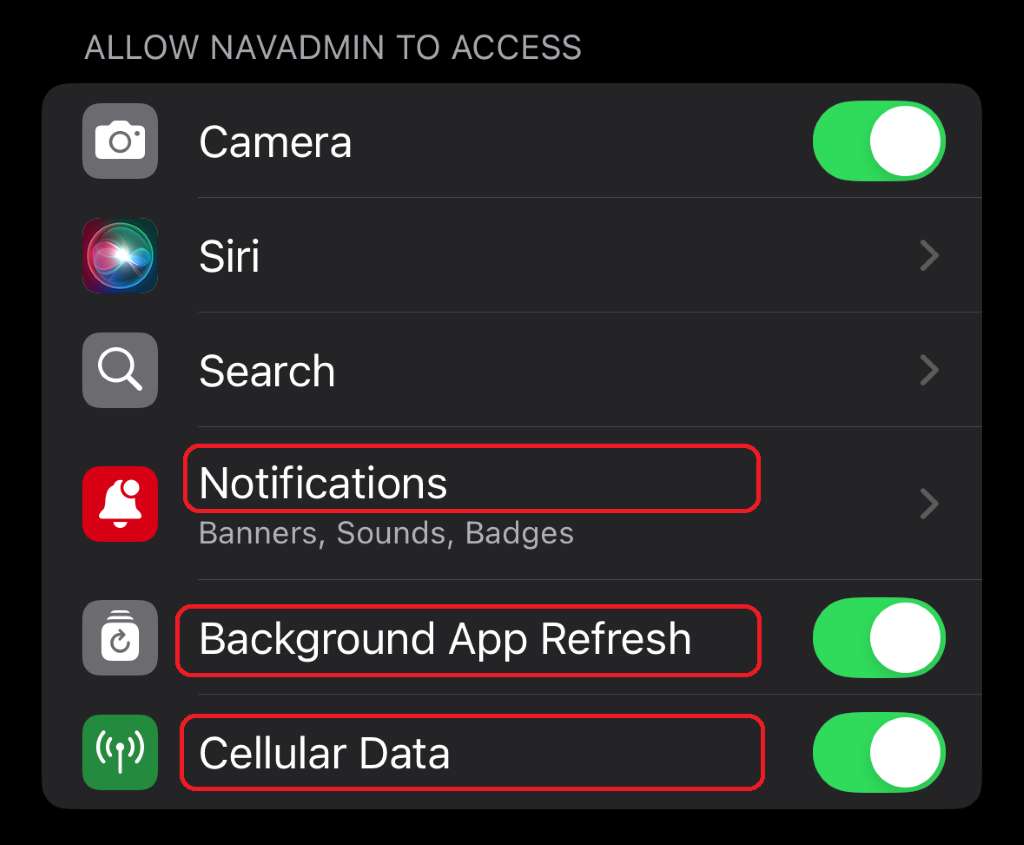 ALLOW NAVADMIN TO ACCESS
Camera
Siri
Search
Notifications
Banners, Sounds, Badges
Background App Refresh
Cellular Data